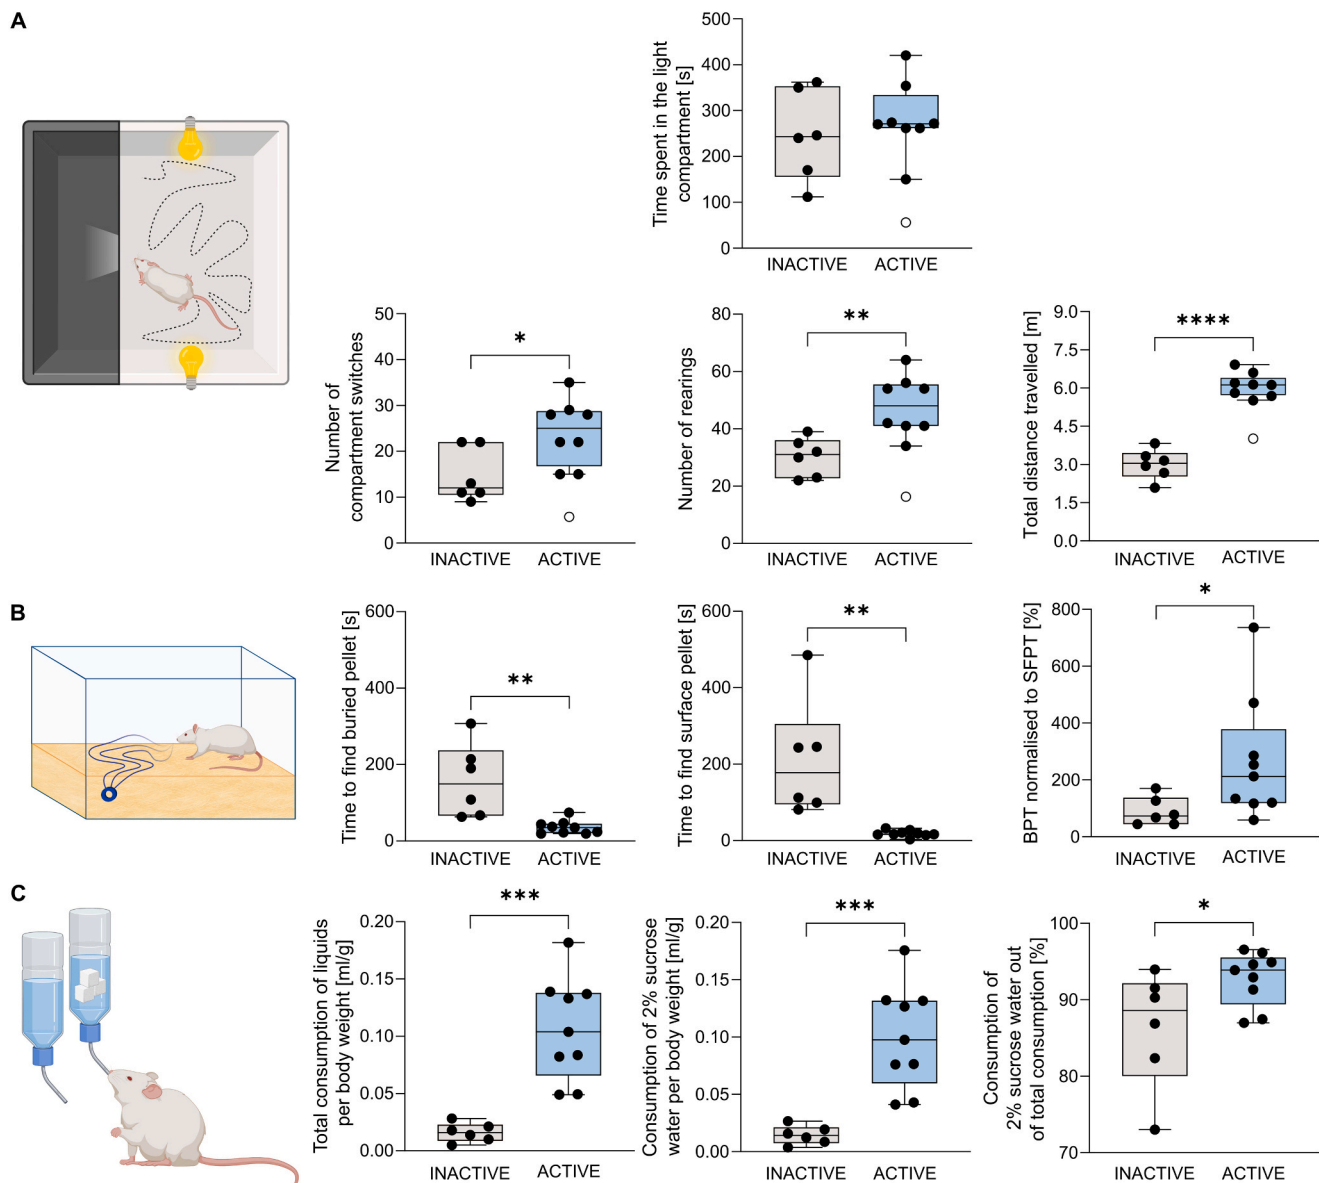 A
Time spent in the light
compartment [s]
500
400
300
200
100
0
INACTIVE
ACTIVE
Number of
compartment switches
50
40
30
20
10
0
*
INACTIVE
ACTIVE
Number of rearings
80
60
40
20
0
**
INACTIVE
ACTIVE
Total distance travelled [m]
9.0
7.5
6.0
4.5
3.0
1.5
0.0
****
INACTIVE
ACTIVE
B
Time to find buried pellet [s]
600
400
200
0
**
INACTIVE
ACTIVE
Time to find surface pellet [s]
600
400
200
0
**
INACTIVE
ACTIVE
BPT normalised to SFPT [%]
800
600
400
200
0
*
INACTIVE
ACTIVE
C
Total consumption of liquids
per body weight [ml/g]
0.20
0.15
0.10
0.05
0.00
***
INACTIVE
ACTIVE
Consumption of 2% sucrose
water per body weight [ml/g]
0.20
0.15
0.10
0.05
0.00
***
INACTIVE
ACTIVE
Consumption of
2% sucrose water out
of total consumption [%]
100
90
80
70
*
INACTIVE
ACTIVE